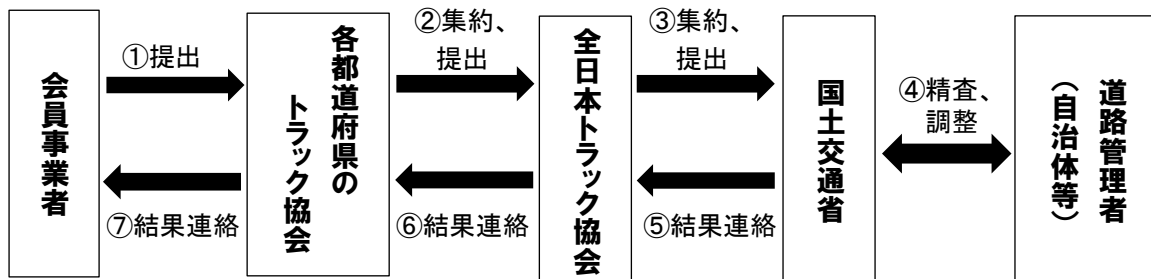 会員事業者
①提出
⑦結果連絡
各都道府県の
トラック協会
②集約、
提出
⑥結果連絡
全日本トラック協会
③集約、
提出
⑤結果連絡
国土交通省
④精査、
調整
道路管理者
（自治体等）